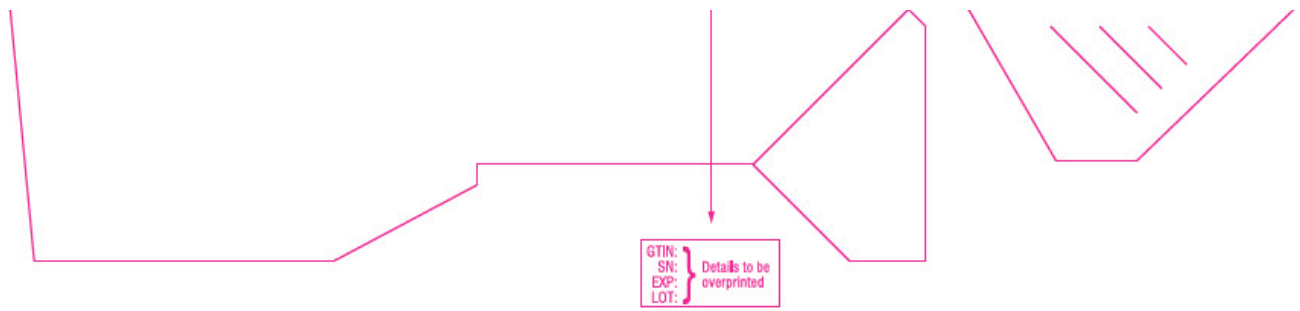 GTIN:
SN:
EXP:
LOT:
Details to be
overprinted